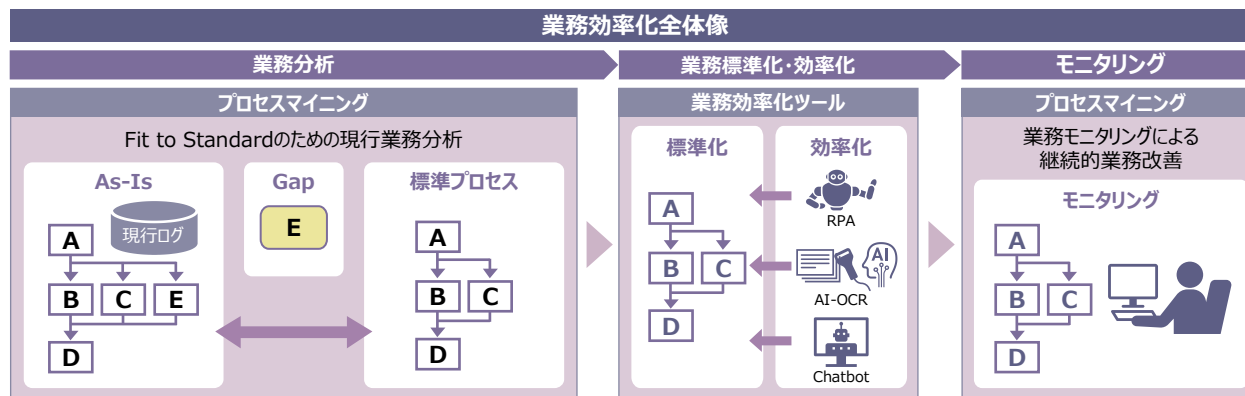 業務効率化全体像
業務分析
プロセスマイニング
Fit to Standardのための現行業務分析
As-Is
現行ログ
A
B C E
D
Gap
E
標準プロセス
A
B C
D
業務標準化・効率化
業務効率化ツール
標準化
A
B C
D
効率化
RPA
AI
AI-OCR
Chatbot
モニタリング
プロセスマイニング
業務モニタリングによる
継続的業務改善
モニタリング
A
B C
D